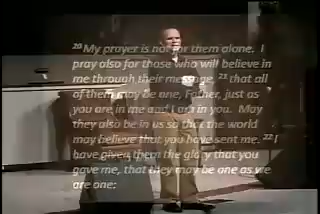 20 My prayer is not for them alone. I
pray also for those who will believe in
me through their message, 21 that all
of them may be one, Father, just as
you are in me and I am in you. May
they also be in us so that the world
may believe that you have sent me. 22 I
have given them the glory that you
gave me, that they may be one as we
are one: